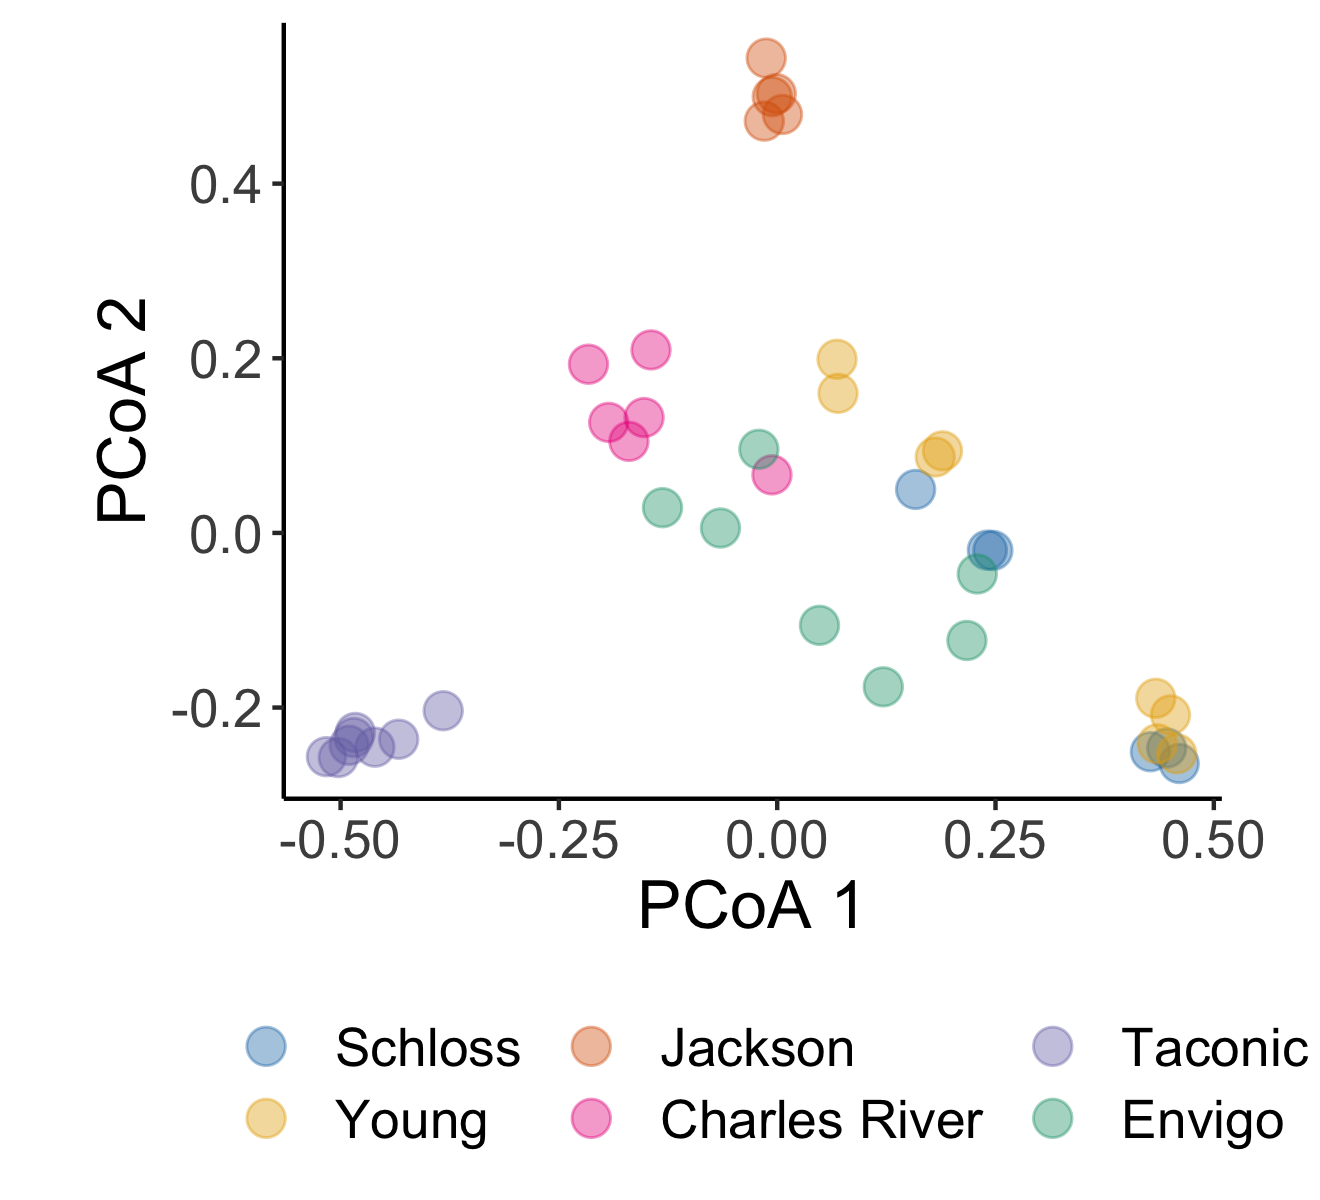 PCoA 2
0.4
0.2
0.0
-0.2
-0.50 -0.25 0.00 0.25 0.50
PCoA 1
Schloss Jackson Taconic
Young Charles River Envigo